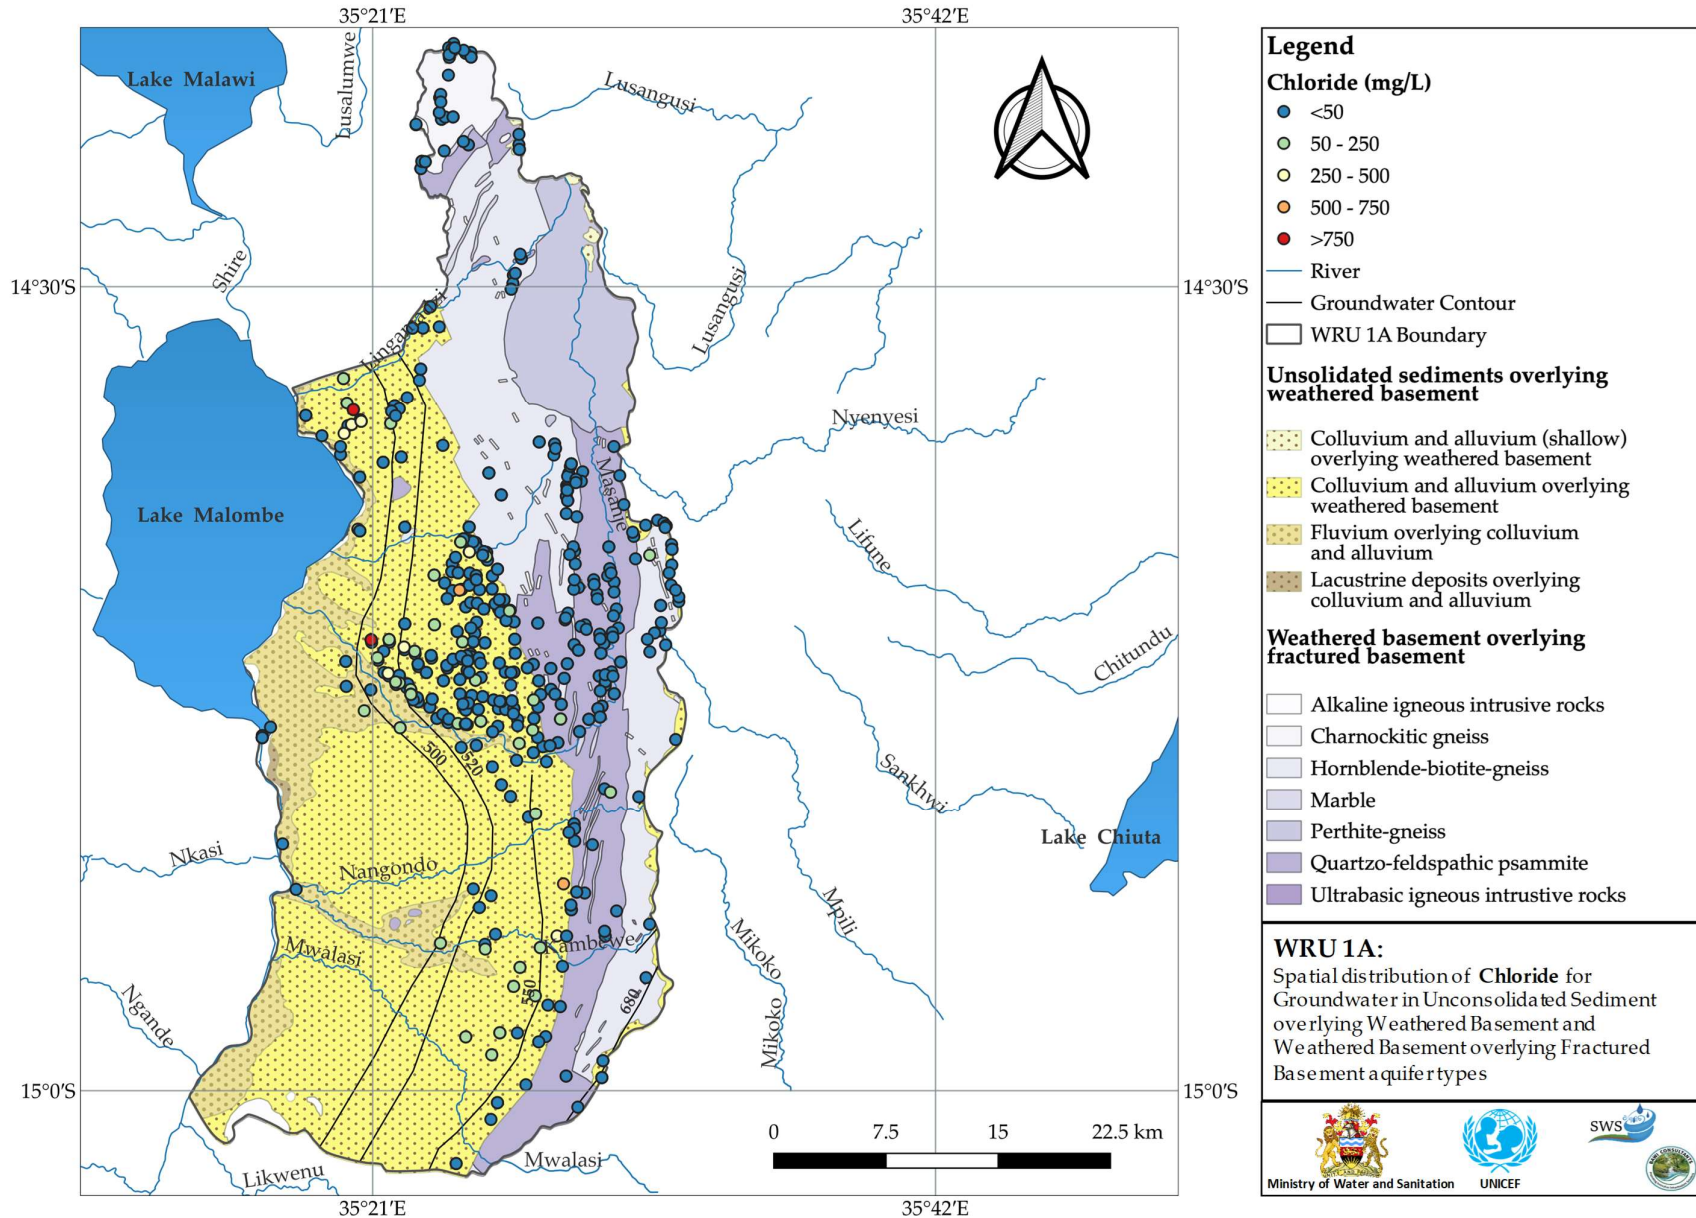 35°21'E
35°42'E
Lake Malawi
Lusalumwe
Lusangusi
Shire
14°30'S
14°30'S
Lusangusi
Lingamasi
Nyenyesi
Masanje
Lake Malombe
Lifune
Chitundu
500
520
Sankhwi
Lake Chiuta
Nkasi
Nangondo
Mpili
Mikoko
Kambewe
Mwalasi
550
680
Ngande
Mikoko
15°0'S
15°0'S
0 7.5 15 22.5 km
Mwalasi
Likwenu
35°21'E
35°42'E
Legend
Chloride (mg/L)
<50
50 - 250
250 - 500
500 - 750
>750
River
Groundwater Contour
WRU 1A Boundary
Unsolidated sediments overlying
weathered basement
Colluvium and alluvium (shallow)
overlying weathered basement
Colluvium and alluvium overlying
weathered basement
Fluvium overlying colluvium
and alluvium
Lacustrine deposits overlying
colluvium and alluvium
Weathered basement overlying
fractured basement
Alkaline igneous intrusive rocks
Charnockitic gneiss
Hornblende-biotite-gneiss
Marble
Perthite-gneiss
Quartzo-feldspathic psammite
Ultrabasic igneous intrustive rocks
WRU 1A:
Spatial distribution of Chloride for
Groundwater in Unconsolidated Sediment
overlying Weathered Basement and
Weathered Basement overlying Fractured
Basement aquifer types
SWS
Ministry of Water and Sanitation
UNICEF